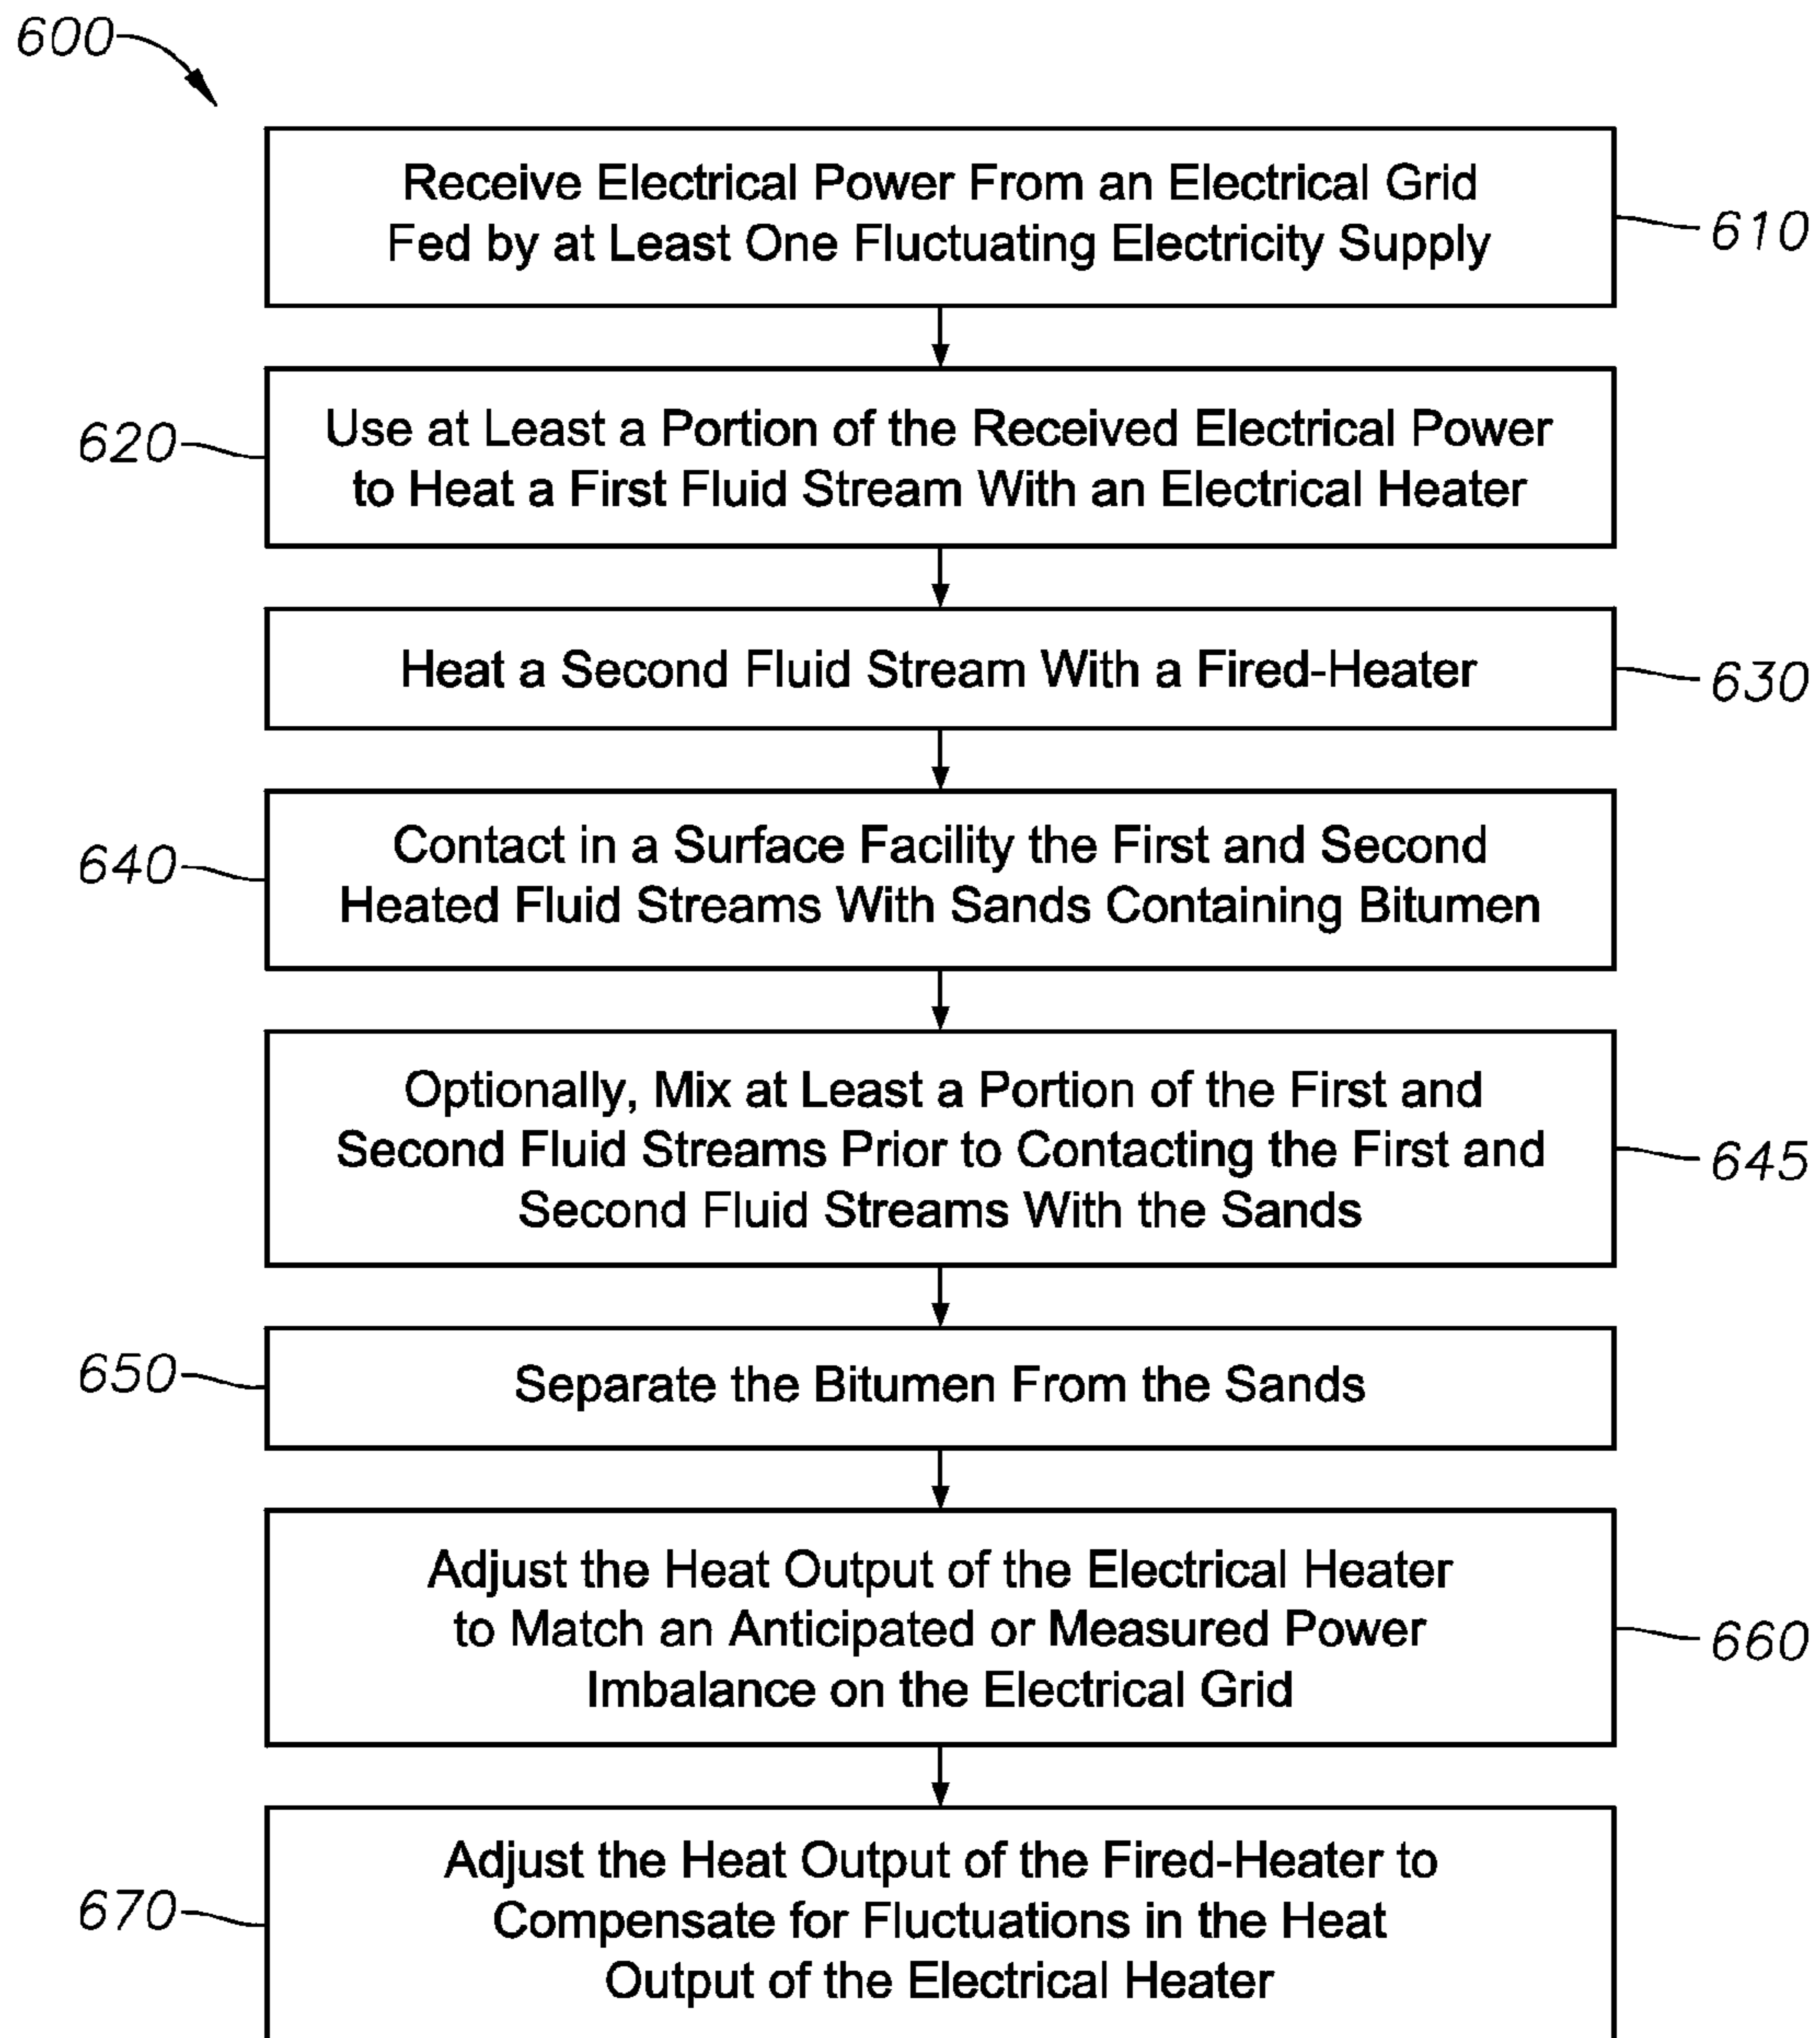 600
Receive Electrical Power From an Electrical Grid
Fed by at Least One Fluctuating Electricity Supply
610
620
Use at Least a Portion of the Received Electrical Power
to Heat a First Fluid Stream With an Electrical Heater
Heat a Second Fluid Stream With a Fired-Heater
630
640
Contact in a Surface Facility the First and Second
Heated Fluid Streams With Sands Containing Bitumen
Optionally, Mix at Least a Portion of the First and
Second Fluid Streams Prior to Contacting the First and
Second Fluid Streams With the Sands
645
650
Separate the Bitumen From the Sands
Adjust the Heat Output of the Electrical Heater
to Match an Anticipated or Measured Power
Imbalance on the Electrical Grid
660
670
Adjust the Heat Output of the Fired-Heater to
Compensate for Fluctuations in the Heat
Output of the Electrical Heater